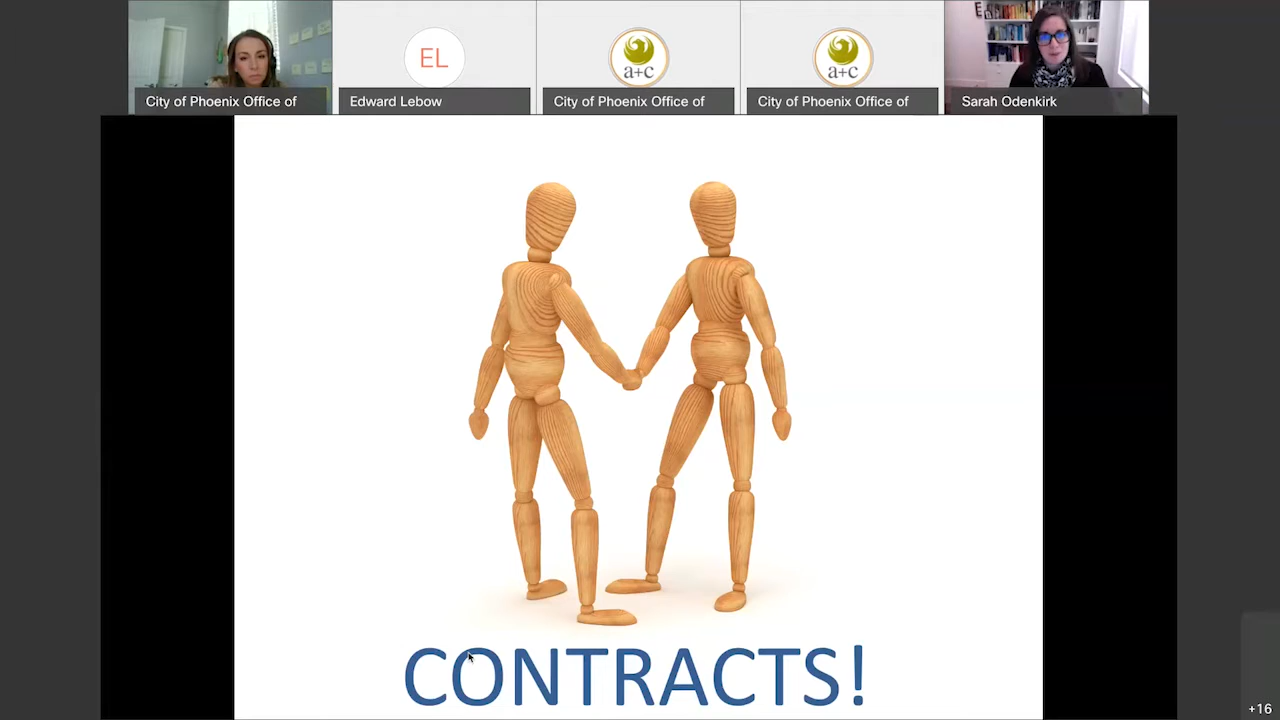 EL
a+c
a+c
City of Phoenix Office of
Edward Lebow
City of Phoenix Office of
City of Phoenix Office of
Sarah Odenkirk
CONTRACTS!
+16